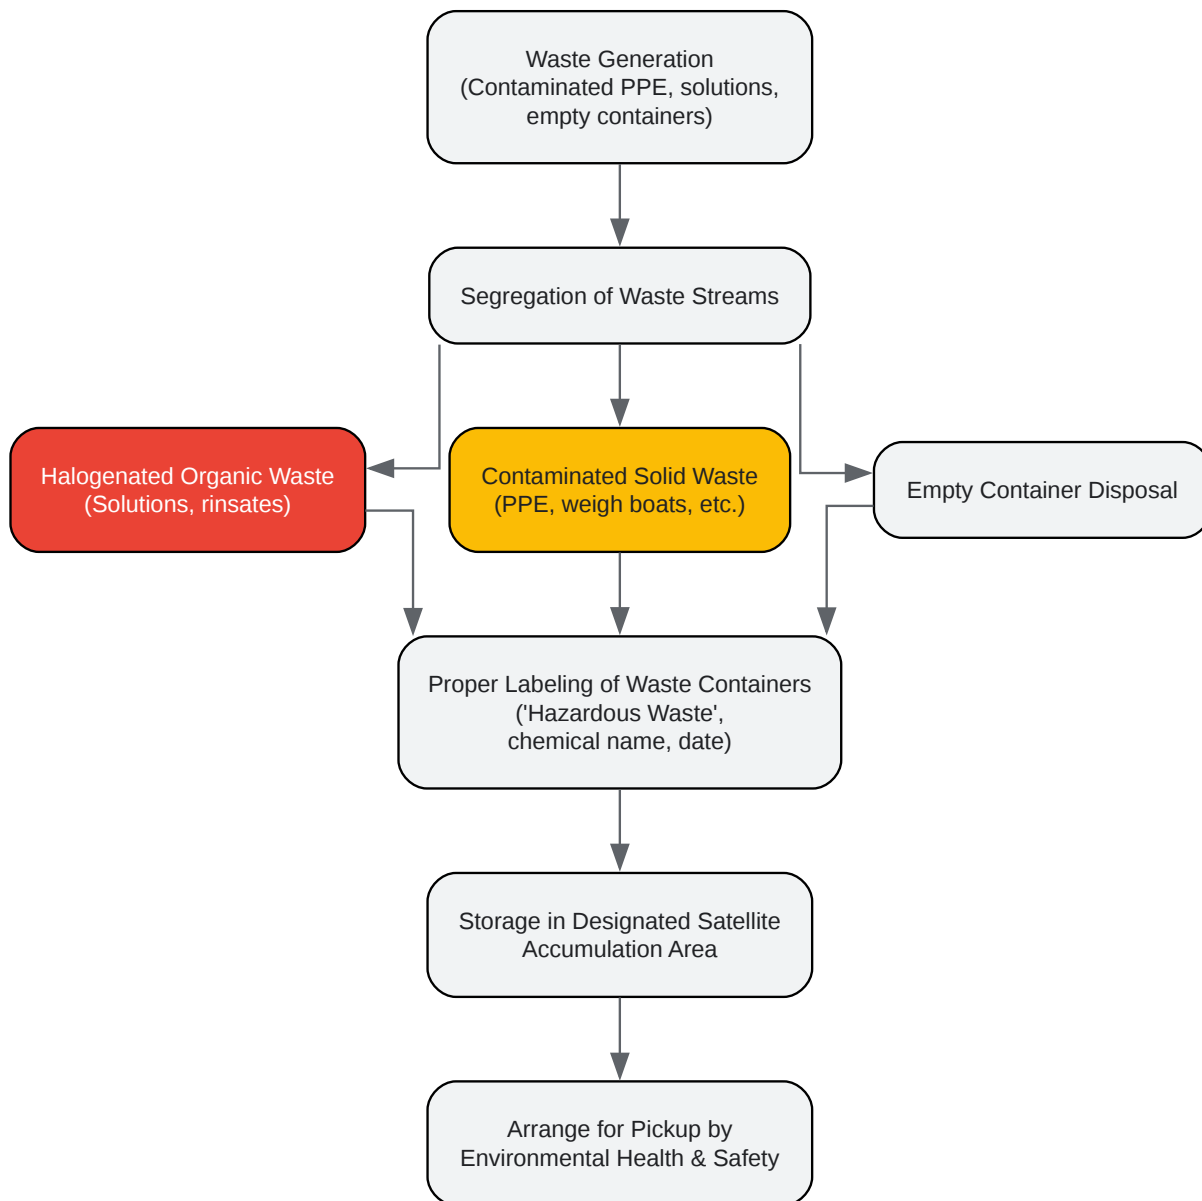 Waste Generation
(Contaminated PPE, solutions,
empty containers)
Segregation of Waste Streams
Halogenated Organic Waste
(Solutions, rinsates)
Contaminated Solid Waste
(PPE, weigh boats, etc.)
Empty Container Disposal
Proper Labeling of Waste Containers
('Hazardous Waste',
chemical name, date)
Storage in Designated Satellite
Accumulation Area
Arrange for Pickup by
Environmental Health & Safety